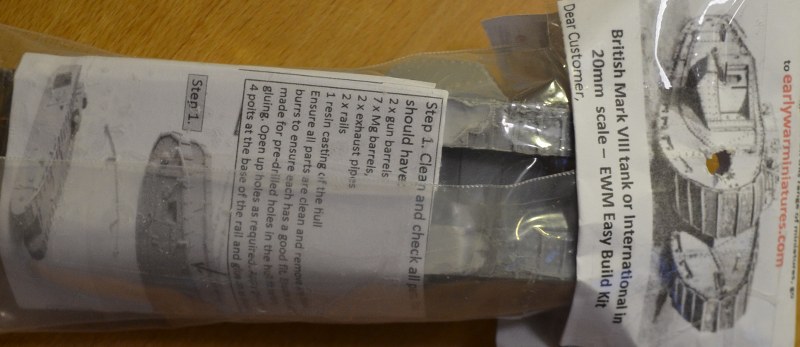 to earlywarminiatures.com
British Mark VIII tank or International in
20mm scale – EWM Easy Build Kit
Dear Customer,
Step 1. Clean and check all
should have
2 x gun barrels
7 x Mg barrels,
2 x exhaust pipes
2 x rails
1 resin casting of the hull
Ensure all parts are clean and remove
burrs to ensure each has a good fit
made for pre-drilled holes in the
gluing. Open up holes as required.
4 poits at the base of the rail and
Step 1.